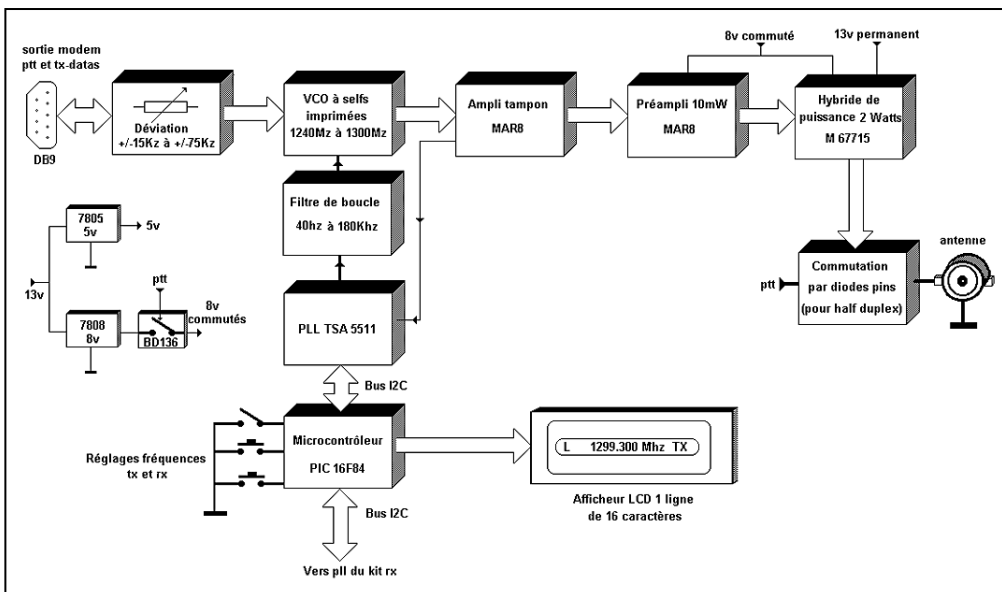 sortie modem
ptt et tx-datas
DB9
Déviation
+/-15Kz à +/-75Kz
VCO à selfs
imprimées
1240Mz à 1300Mz
Ampli tampon
MAR8
8v commuté
13v permanent
Préampli 10mW
MAR8
Hybride de
puissance 2 Watts
M 67715
Filtre de boucle
40hz à 180Khz
7805
5v
5v
13v
ptt
8v
commutés
7808
8v
BD136
PLL TSA 5511
ptt
Commutation
par diodes pins
(pour half duplex)
antenne
Bus I2C
Réglages fréquences
tx et rx
Microcontrôleur
PIC 16F84
L 1299.300 Mhz TX
Afficheur LCD 1 ligne
de 16 caractères
Bus I2C
Vers pll du kit rx